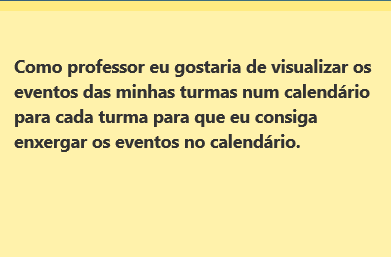 Como professor eu gostaria de visualizar os
eventos das minhas turmas num calendário
para cada turma para que eu consiga
enxergar os eventos no calendário.